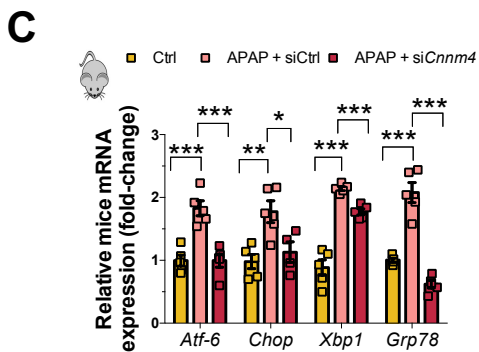 C
Ctrl APAP + siCtrl APAP + siCnnm4
Relative mice mRNA
expression (fold-change)
*** *** ** * *** *** *** ***
3
2
1
0
Atf-6 Chop Xbp1 Grp78